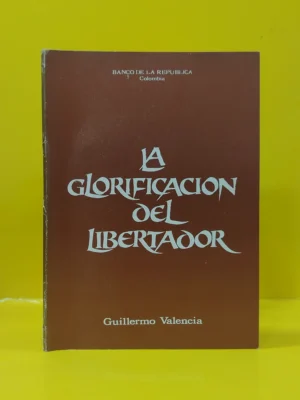 BANCO DE LA REPUBLICA
Colombia
LA
GLORIFICACION
DEL
LIBERTADOR
Guillermo Valencia